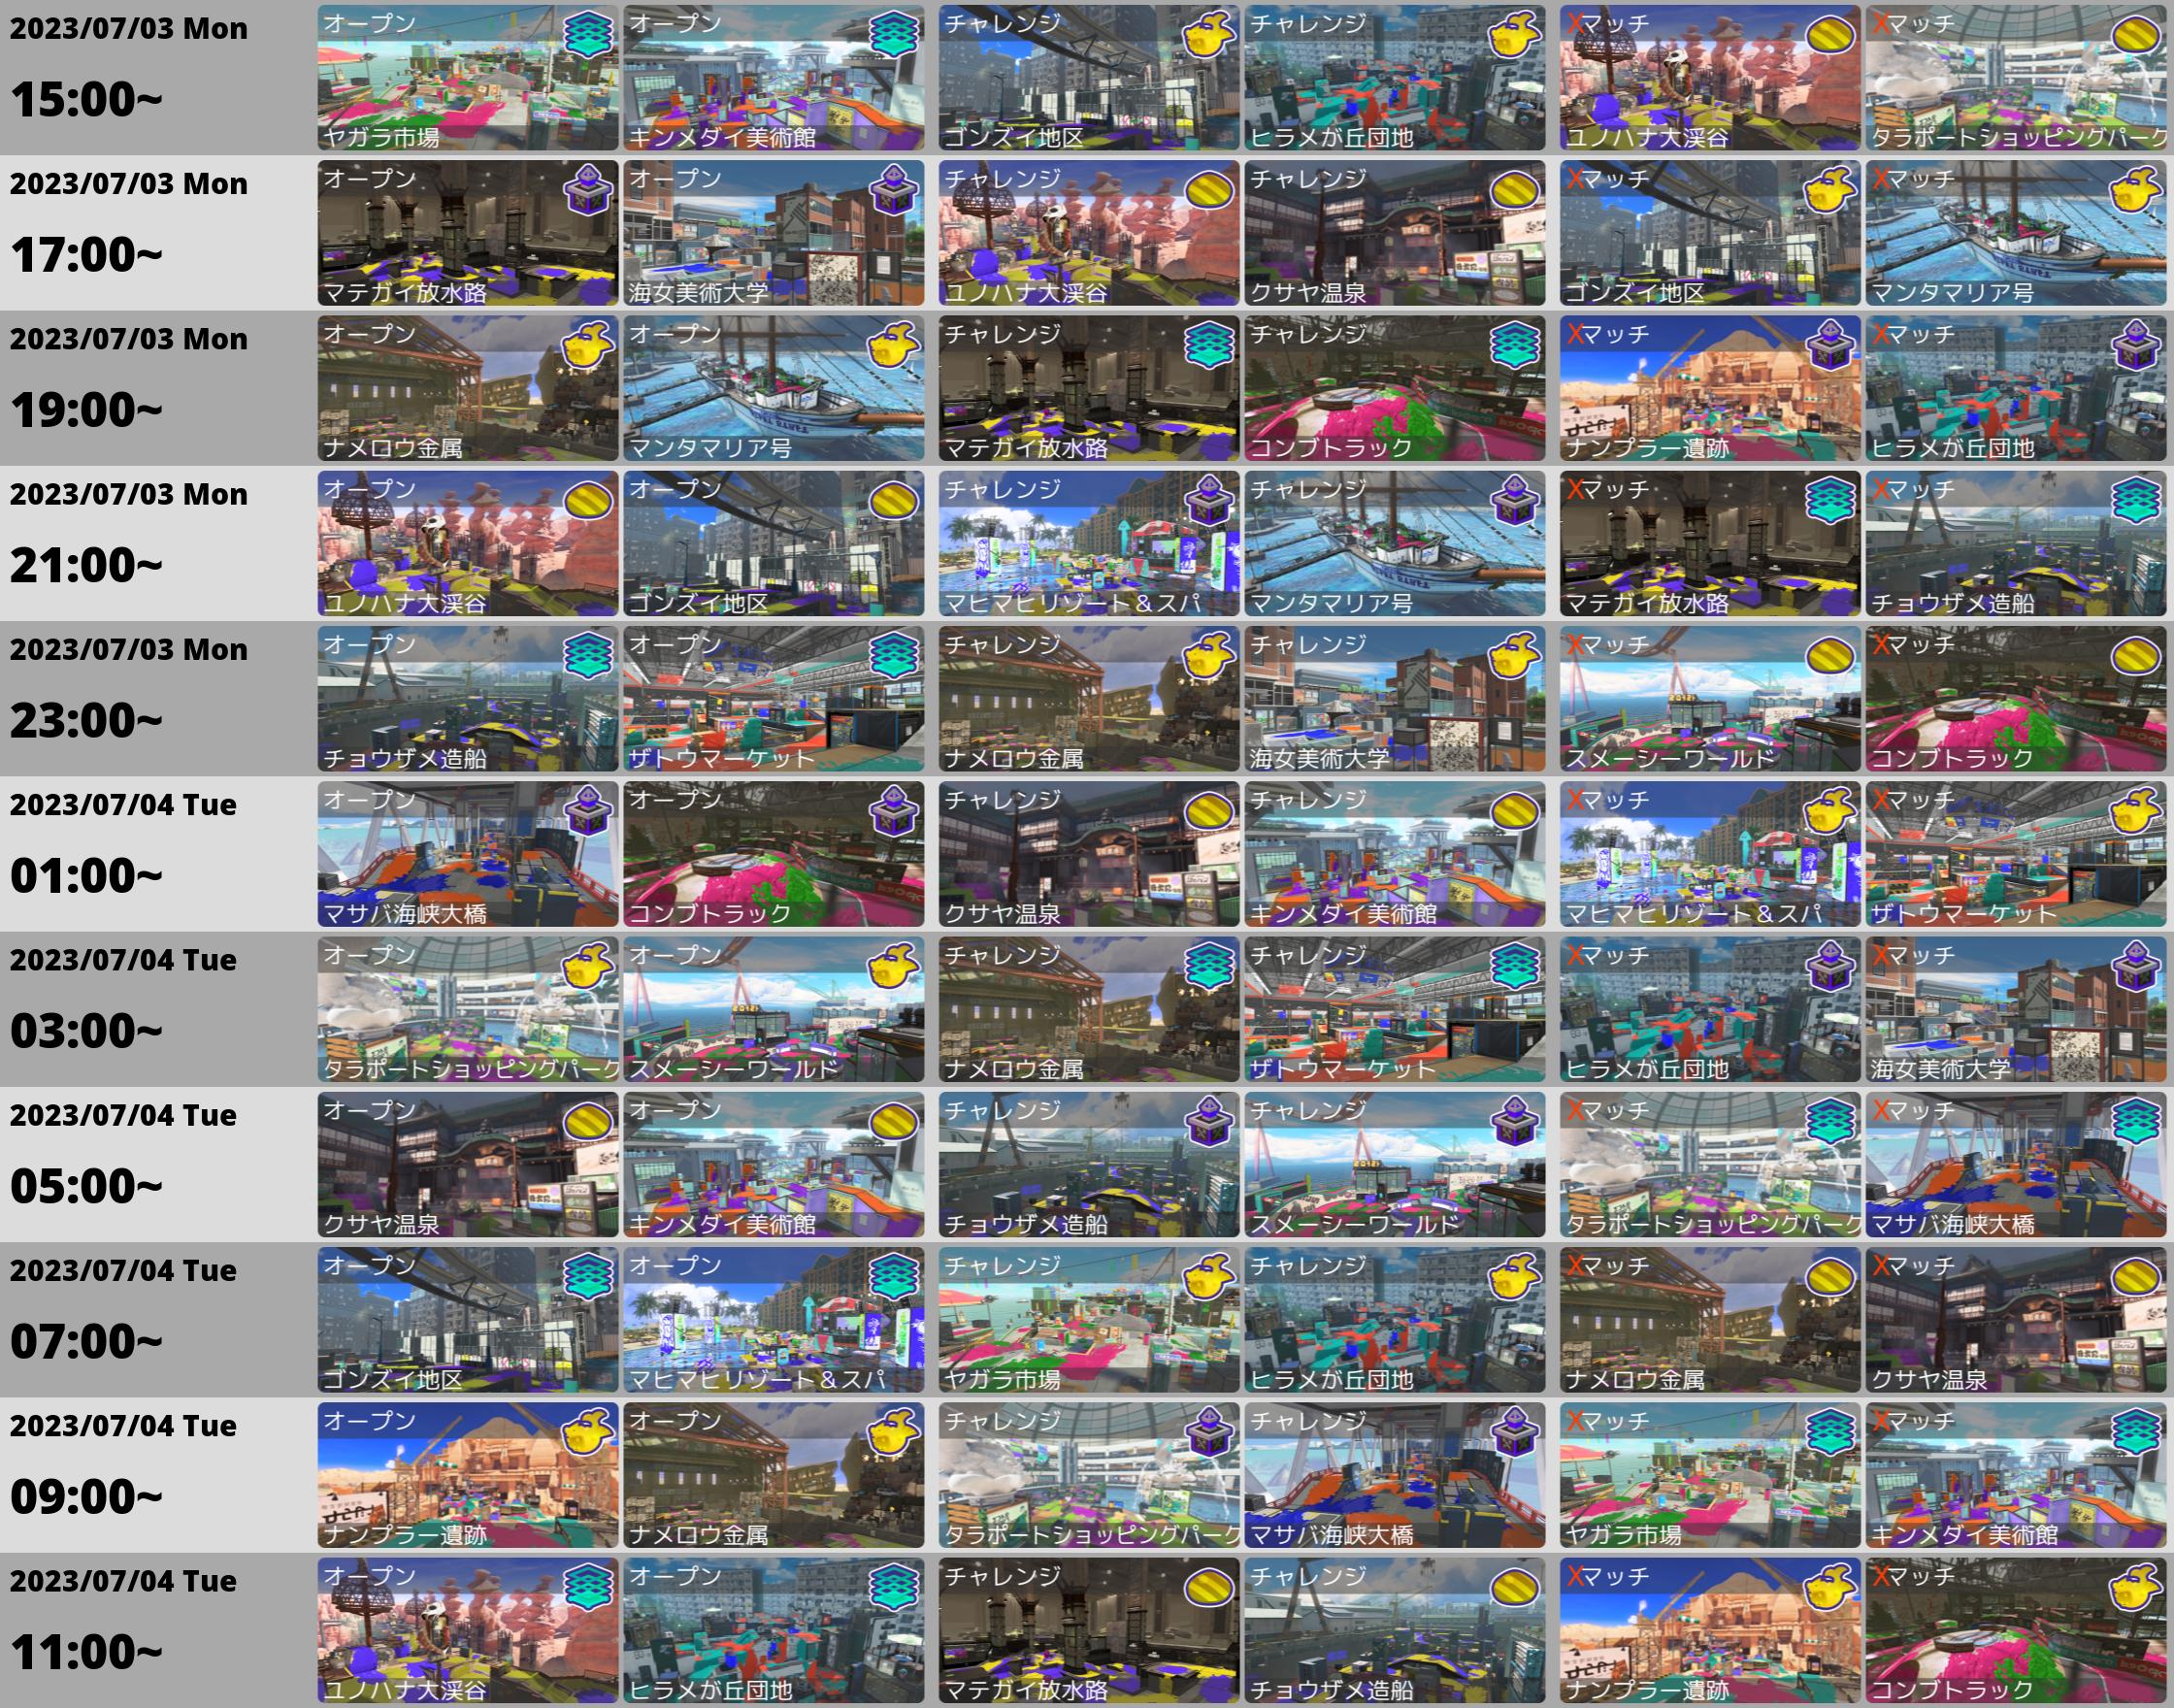 2023/07/03 Mon
15:00~
オープン オープン チャレンジ チャレンジ Xマッチ Xマッチ
ヤガラ市場 キンメダイ美術館 ゴンズイ地区 ヒラメが丘団地 ユノハナ大渓谷 タラポートショッピングパーク
2023/07/03 Mon
17:00~
オープン オープン チャレンジ チャレンジ Xマッチ Xマッチ
マテガイ放水路 海女美術大学 ユノハナ大渓谷 クサヤ温泉 ゴンズイ地区 マンタマリア号
2023/07/03 Mon
19:00~
オープン オープン チャレンジ チャレンジ Xマッチ Xマッチ
ナメロウ金属 マンタマリア号 マテガイ放水路 コンブトラック ナンプラー遺跡 ヒラメが丘団地
2023/07/03 Mon
21:00~
オープン オープン チャレンジ チャレンジ Xマッチ Xマッチ
ユノハナ大渓谷 ゴンズイ地区 マヒマヒリゾート＆スパ マンタマリア号 マテガイ放水路 チョウザメ造船
2023/07/03 Mon
23:00~
オープン オープン チャレンジ チャレンジ Xマッチ Xマッチ
チョウザメ造船 ザトウマーケット ナメロウ金属 海女美術大学 スメーシーワールド コンブトラック
2023/07/04 Tue
01:00~
オープン オープン チャレンジ チャレンジ Xマッチ Xマッチ
マサバ海峡大橋 コンブトラック クサヤ温泉 キンメダイ美術館 マヒマヒリゾート＆スパ ザトウマーケット
2023/07/04 Tue
03:00~
オープン オープン チャレンジ チャレンジ Xマッチ Xマッチ
タラポートショッピングパーク スメーシーワールド ナメロウ金属 ザトウマーケット ヒラメが丘団地 海女美術大学
2023/07/04 Tue
05:00~
オープン オープン チャレンジ チャレンジ Xマッチ Xマッチ
クサヤ温泉 キンメダイ美術館 チョウザメ造船 スメーシーワールド タラポートショッピングパーク マサバ海峡大橋
2023/07/04 Tue
07:00~
オープン オープン チャレンジ チャレンジ Xマッチ Xマッチ
ゴンズイ地区 マヒマヒリゾート＆スパ ヤガラ市場 ヒラメが丘団地 ナメロウ金属 クサヤ温泉
2023/07/04 Tue
09:00~
オープン オープン チャレンジ チャレンジ Xマッチ Xマッチ
ナンプラー遺跡 ナメロウ金属 タラポートショッピングパーク マサバ海峡大橋 ヤガラ市場 キンメダイ美術館
2023/07/04 Tue
11:00~
オープン オープン チャレンジ チャレンジ Xマッチ Xマッチ
ユノハナ大渓谷 ヒラメが丘団地 マテガイ放水路 チョウザメ造船 ナンプラー遺跡 コンブトラック